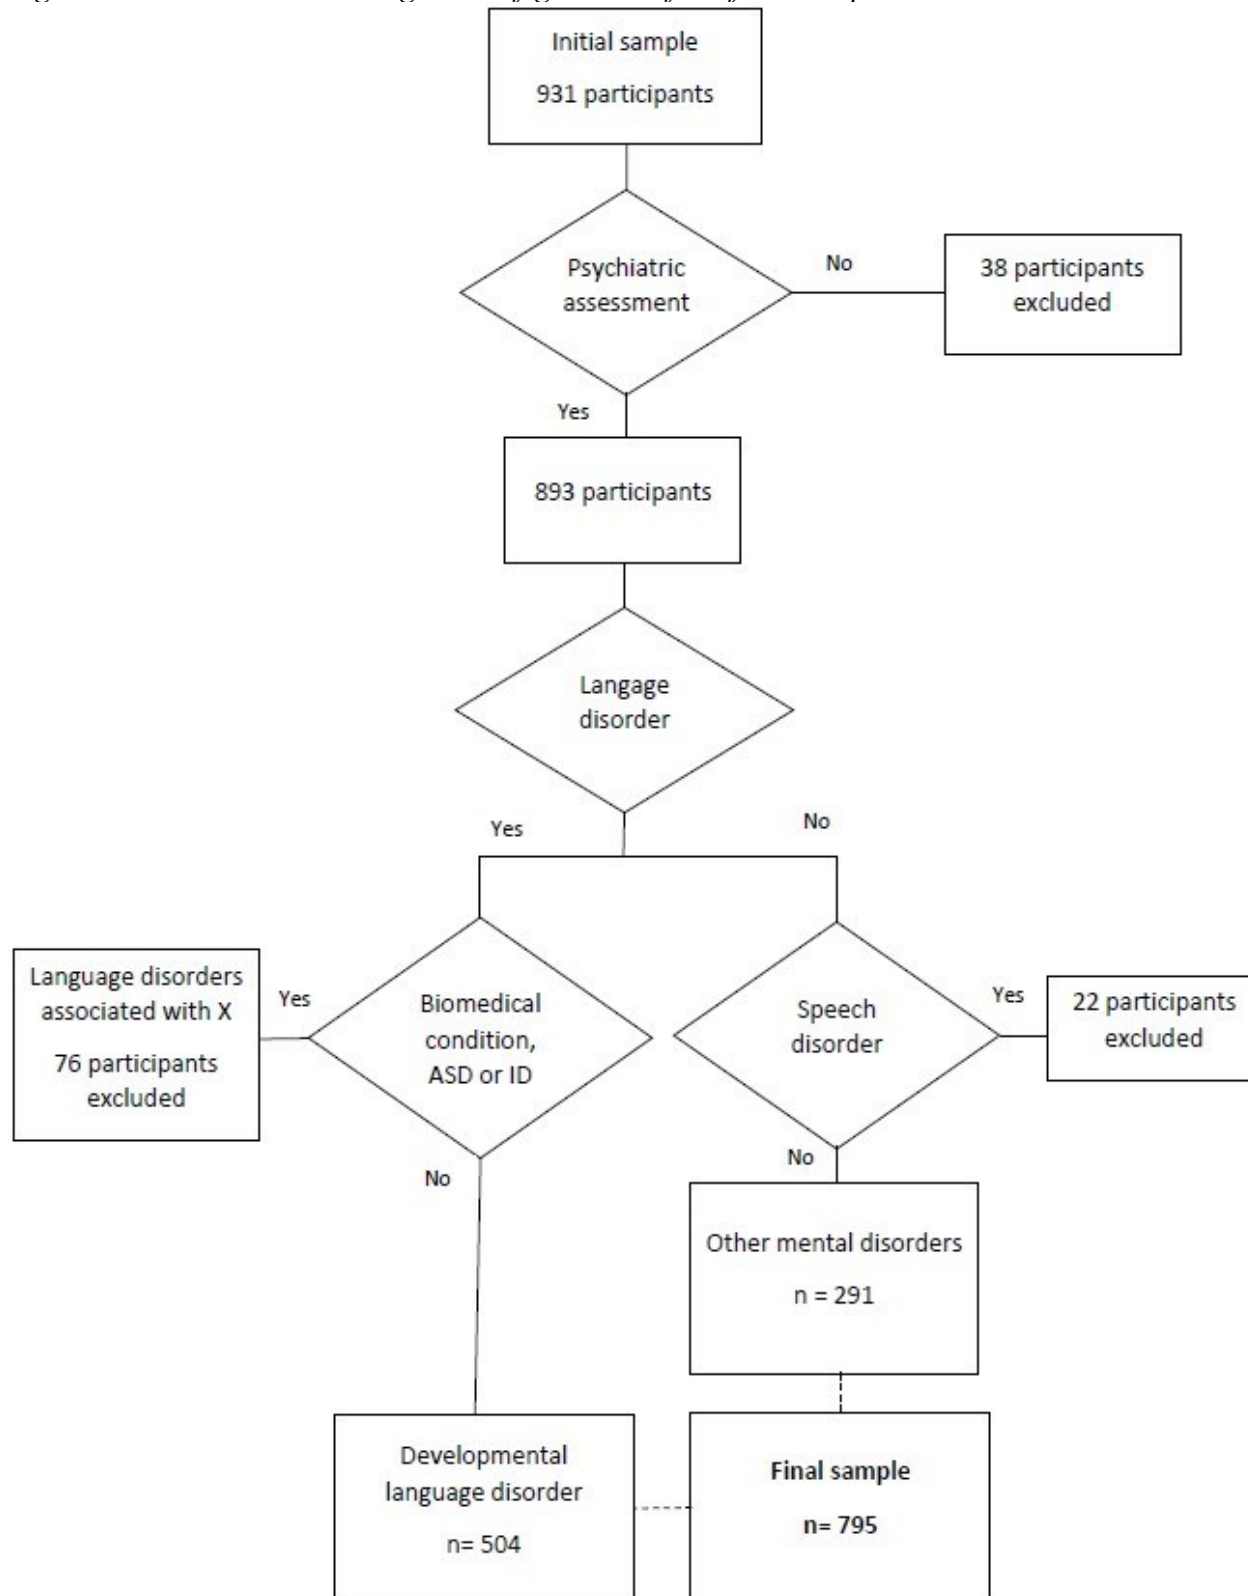 Initial sample
931 participants
Psychiatric
assessment
No
38 participants
excluded
Yes
893 participants
Langage
disorder
Yes
No
Language disorders
associated with X
76 participants
excluded
Yes
Biomedical
condition,
ASD or ID
Speech
disorder
Yes
22 participants
excluded
No
No
Other mental disorders
n = 291
Developmental
language disorder
n= 504
Final sample
n= 795